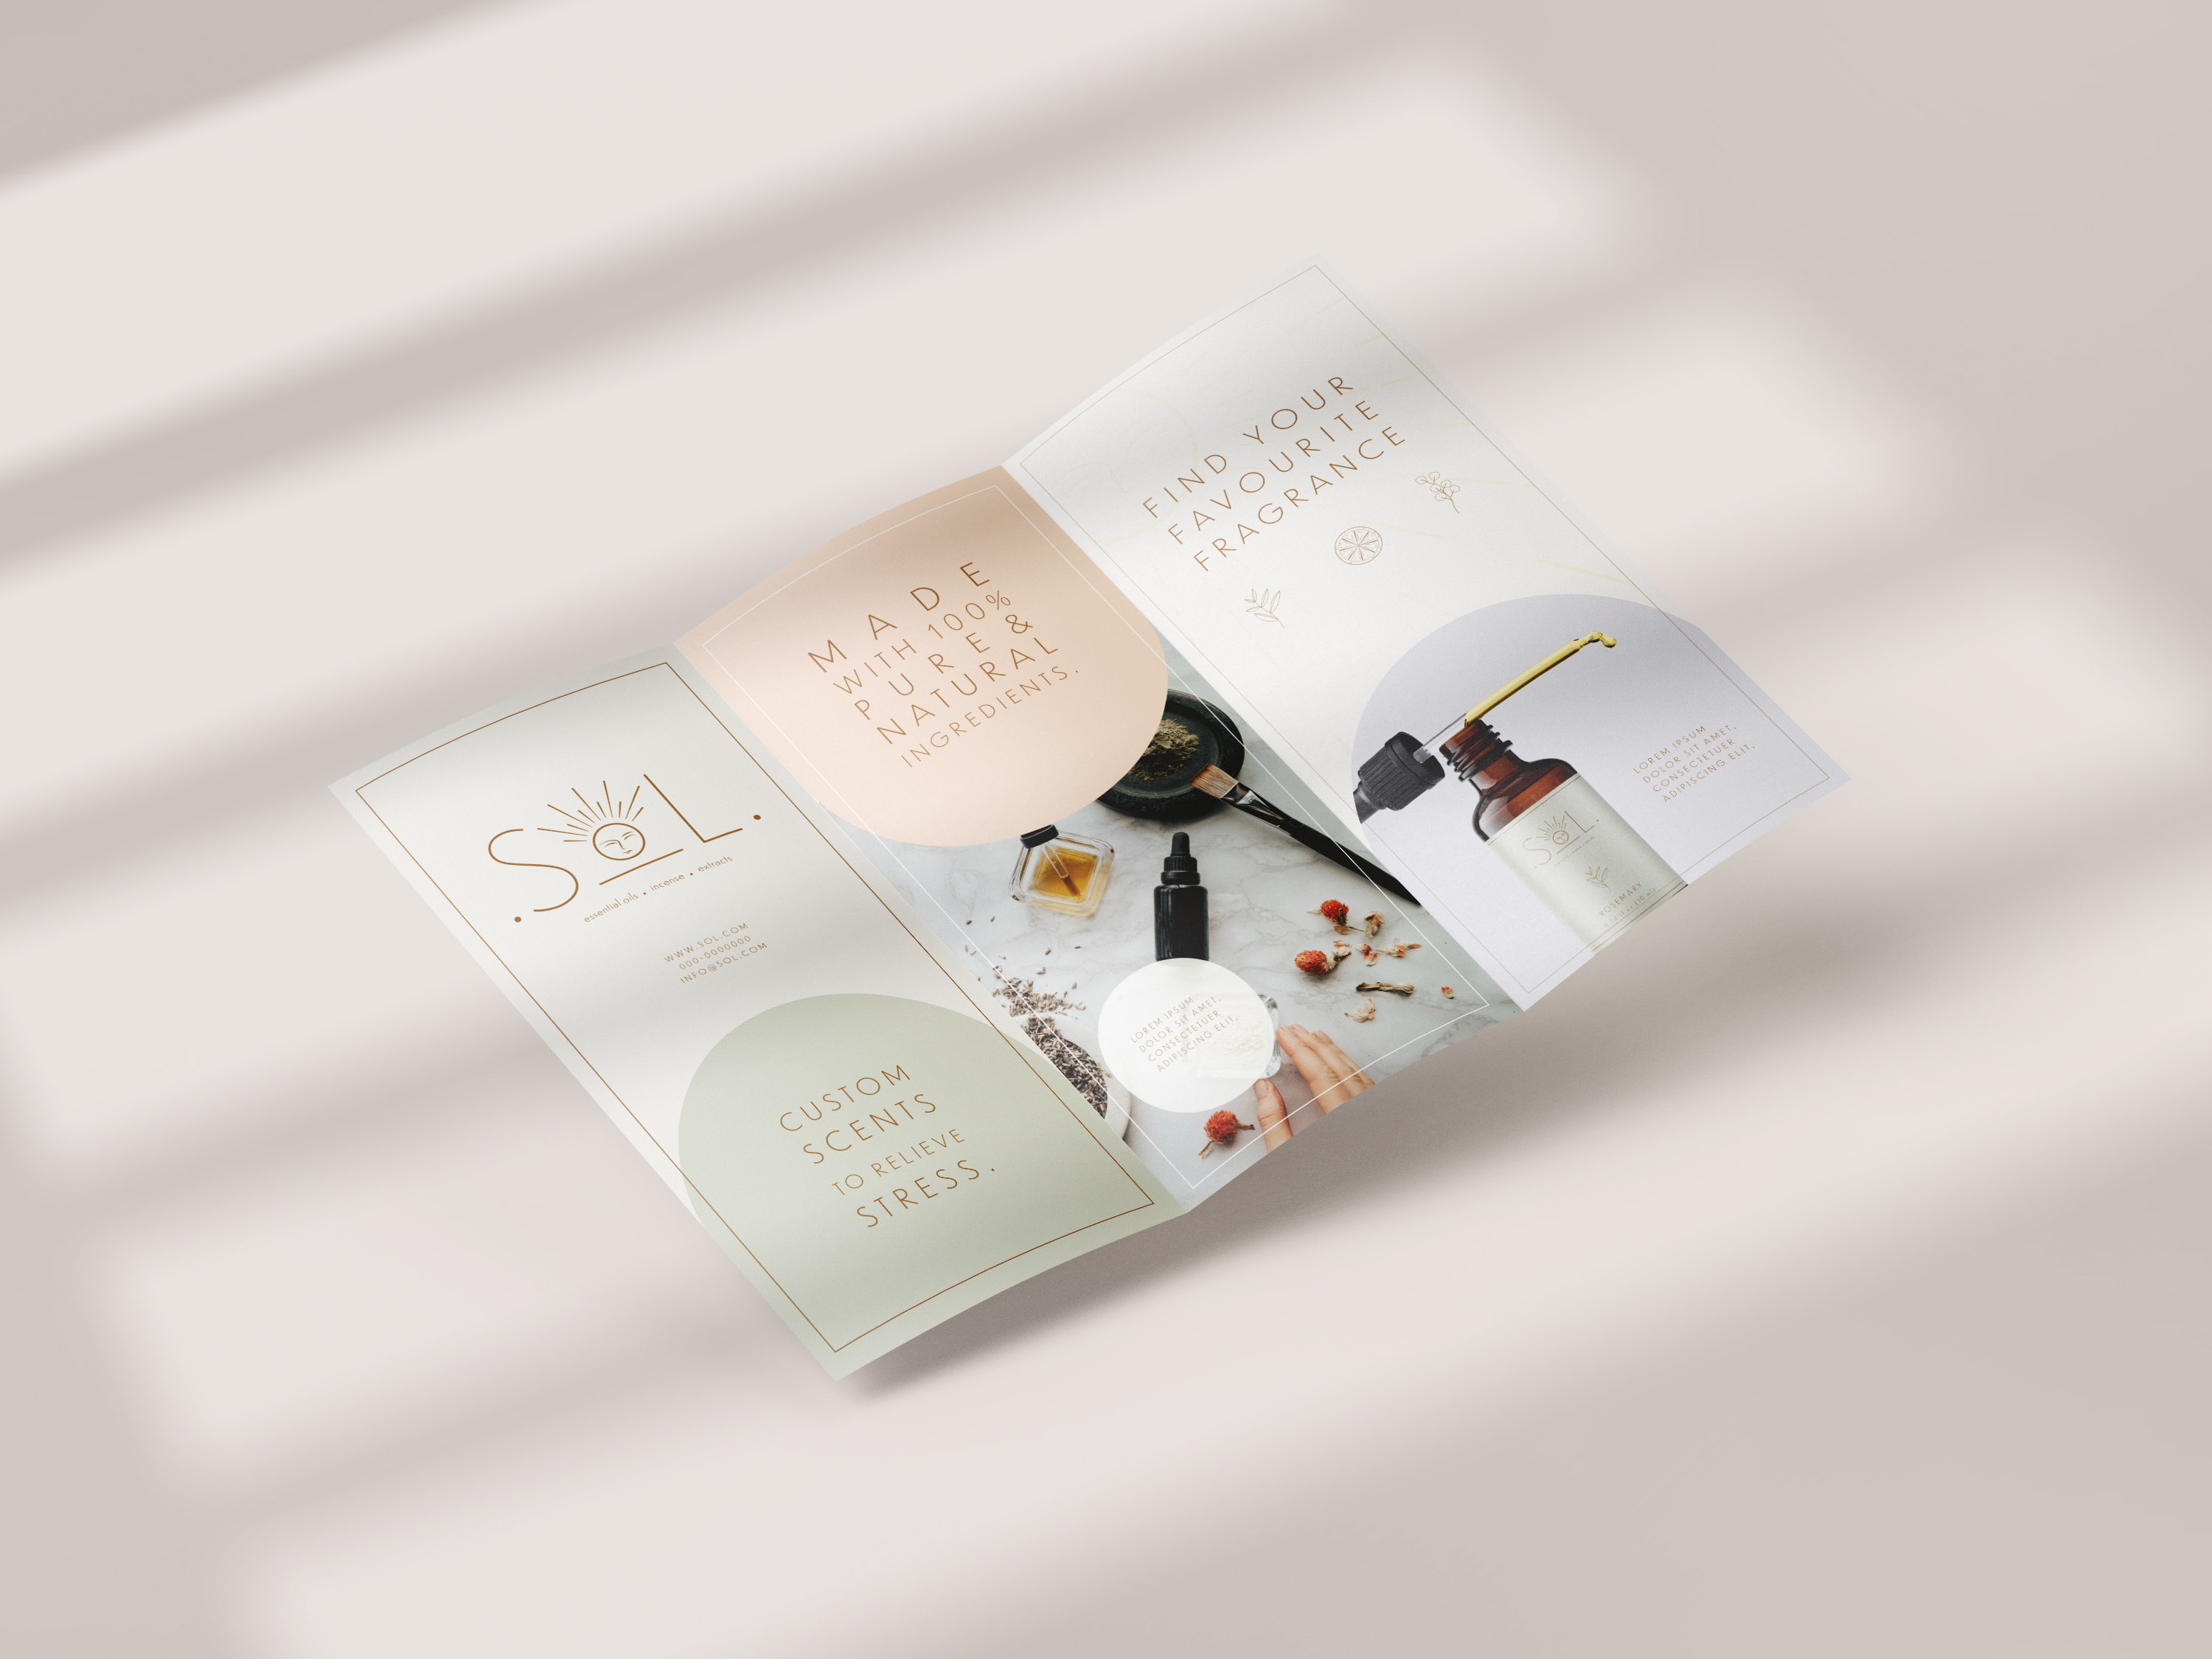 .SOL.
essential oils • incense • extracts
WWW.SOL.COM
000-0000000
INFO@SOL.COM
CUSTOM
SCENTS
TO RELIEVE
STRESS.
MADE
WITH 100%
PURE &
NATURAL
INGREDIENTS.
LOREM IPSUM
DOLOR SIT AMET,
CONSECTETUER
ADIPISCING ELIT,
FIND YOUR
FAVOURITE
FRAGRANCE
SOL.
ROSEMARY
LOREM IPSUM
DOLOR SIT AMET,
CONSECTETUER
ADIPISCING ELIT,